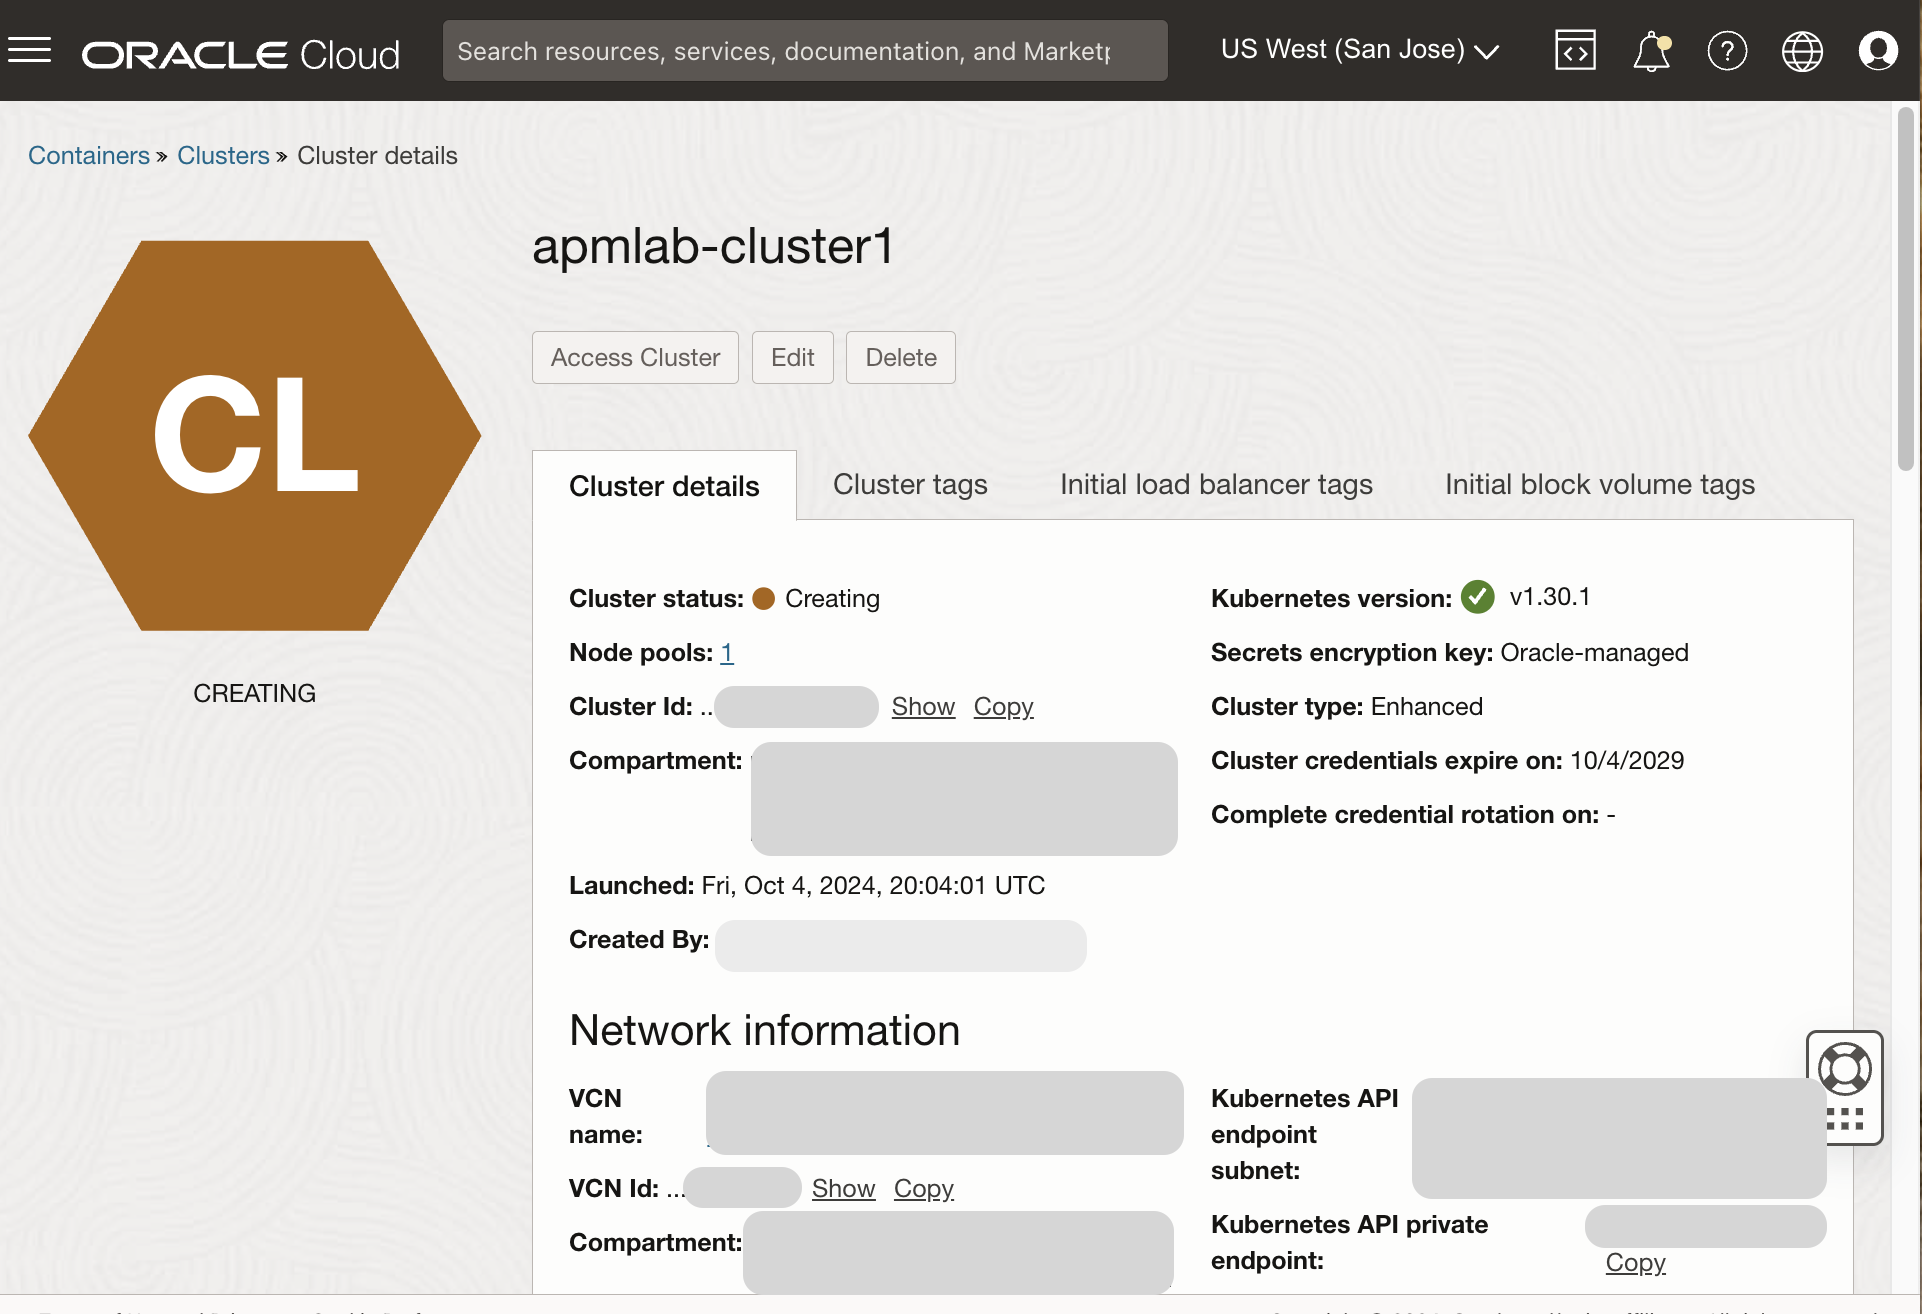 ORACLE Cloud
Search resources, services, documentation, and Market
US West (San Jose)
Containers » Clusters » Cluster details
apmlab-cluster1
Access Cluster Edit Delete
CL
CREATING
Cluster details Cluster tags Initial load balancer tags Initial block volume tags
Cluster status: Creating
Node pools: 1
Cluster Id: .. Show Copy
Compartment:
Launched: Fri, Oct 4, 2024, 20:04:01 UTC
Created By:
Kubernetes version: v1.30.1
Secrets encryption key: Oracle-managed
Cluster type: Enhanced
Cluster credentials expire on: 10/4/2029
Complete credential rotation on: -
Network information
VCN
name:
VCN Id: ... Show Copy
Compartment:
Kubernetes API
endpoint
subnet:
Kubernetes API private
endpoint:
Copy